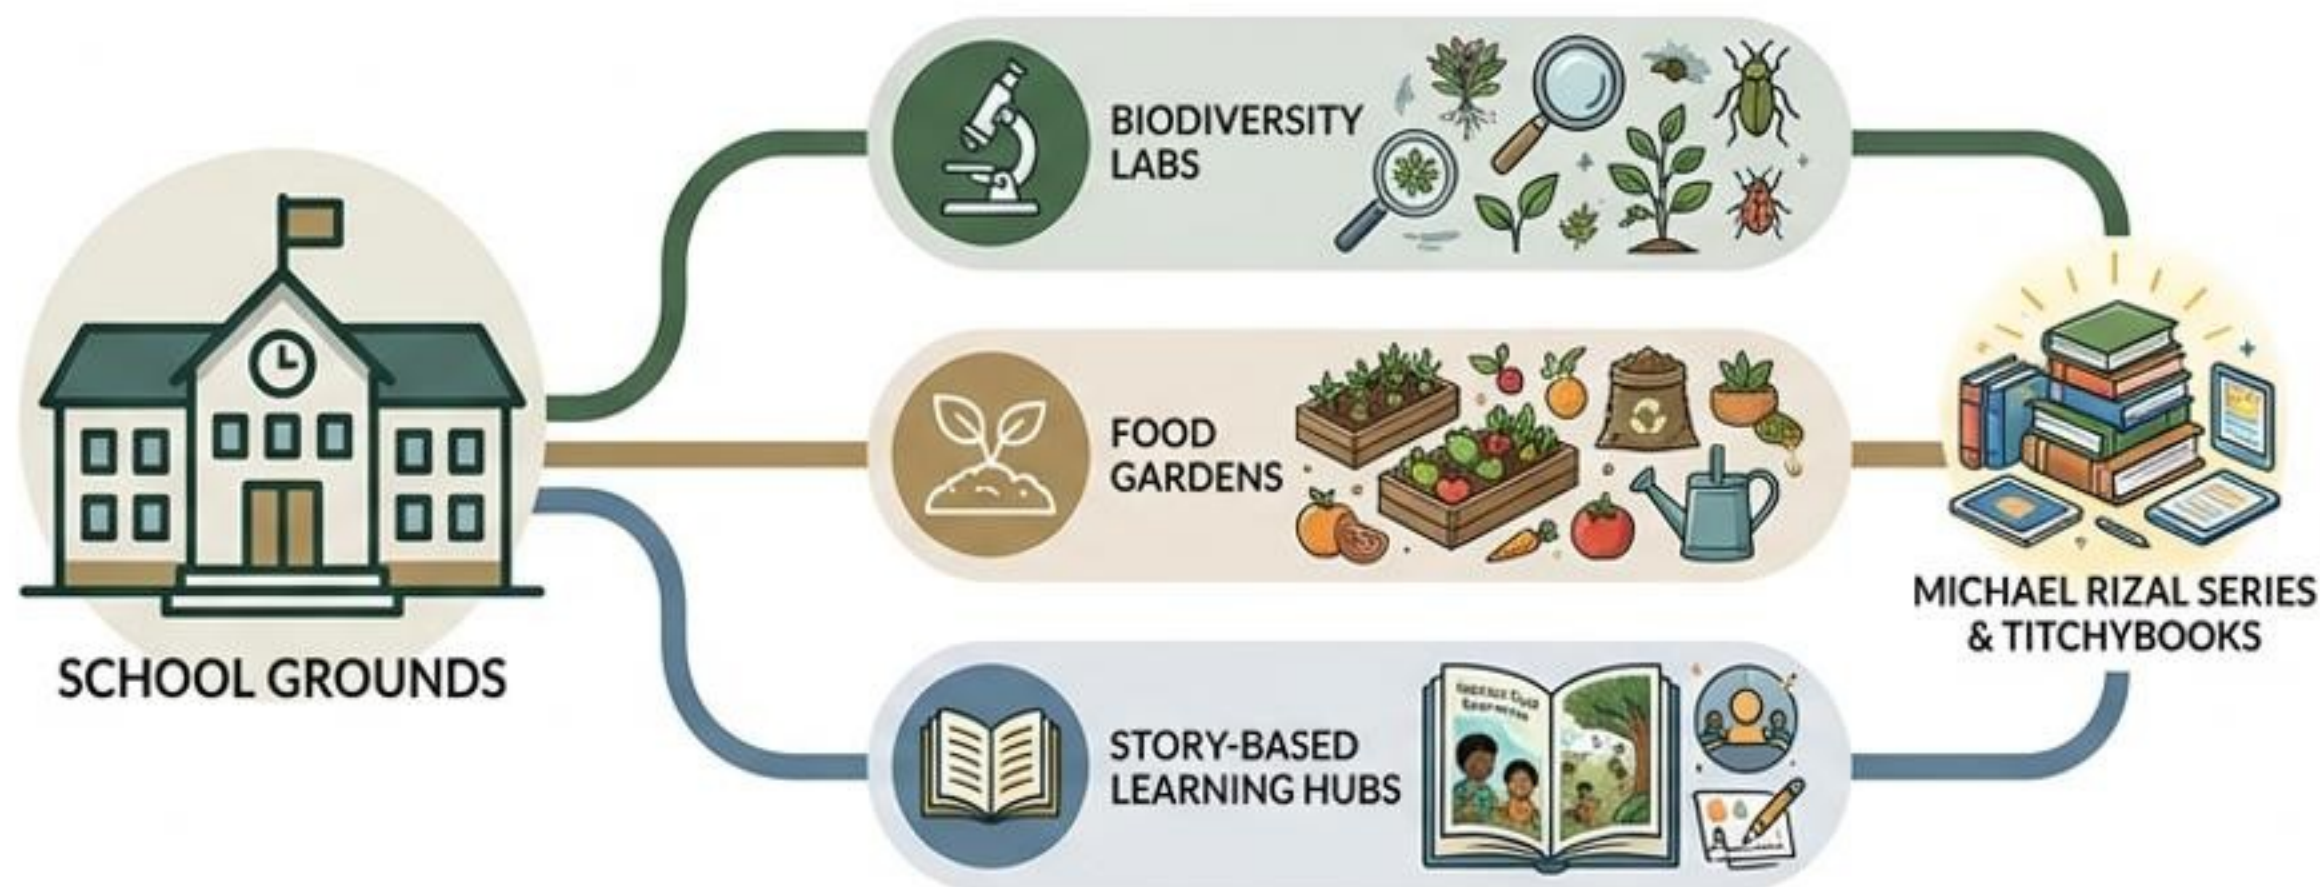 SCHOOL GROUNDS
BIODIVERSITY
LABS
FOOD
GARDENS
STORY-BASED
LEARNING HUBS
MICHAEL RIZAL SERIES
& TITCHYBOOKS